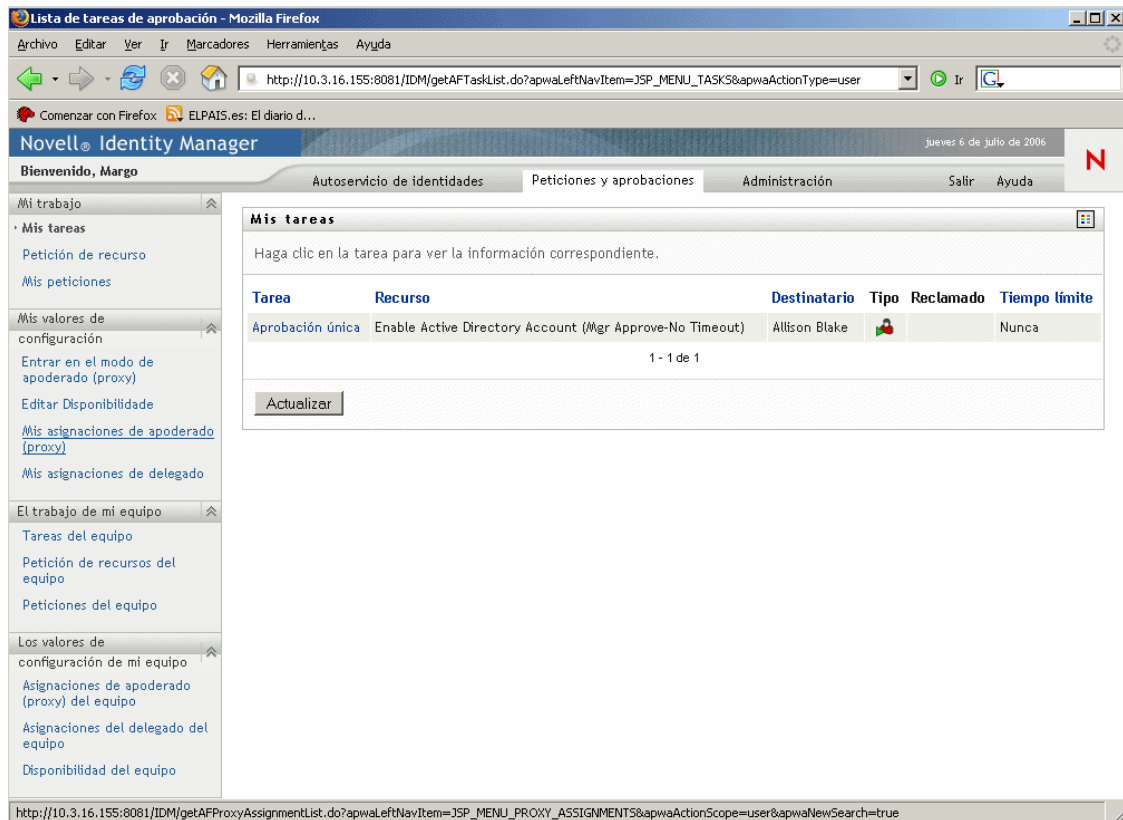 Lista de tareas de aprobación - Mozilla Firefox
Archivo Editar Ver Ir Marcadores Herramientas Ayuda
http://10.3.16.155:8081/IDM/getAFTaskList.do?apwaLeftNavItem=JSP_MENU_TASKS&apwaActionType=user
Ir
G
Comenzar con Firefox ELPAIS.es: El diario d...
Novell® Identity Manager
jueves 6 de julio de 2006
N
Bienvenido, Margo
Autoservicio de identidades Peticiones y aprobaciones Administración Salir Ayuda
Mi trabajo
Mis tareas
Petición de recurso
Mis peticiones
Mis valores de
configuración
Entrar en el modo de
apoderado (proxy)
Editar Disponibilidade
Mis asignaciones de apoderado
(proxy)
Mis asignaciones de delegado
El trabajo de mi equipo
Tareas del equipo
Petición de recursos del
equipo
Peticiones del equipo
Los valores de
configuración de mi equipo
Asignaciones de apoderado
(proxy) del equipo
Asignaciones del delegado del
equipo
Disponibilidad del equipo
Mis tareas
Haga clic en la tarea para ver la información correspondiente.
Tarea Recurso Destinatario Tipo Reclamado Tiempo límite
Aprobación única Enable Active Directory Account (Mgr Approve-No Timeout) Allison Blake Nunca
1 - 1 de 1
Actualizar
http://10.3.16.155:8081/IDM/getAFProxyAssignmentList.do?apwaLeftNavItem=JSP_MENU_PROXY_ASSIGNMENTS&apwaActionScope=user&apwaNewSearch=true